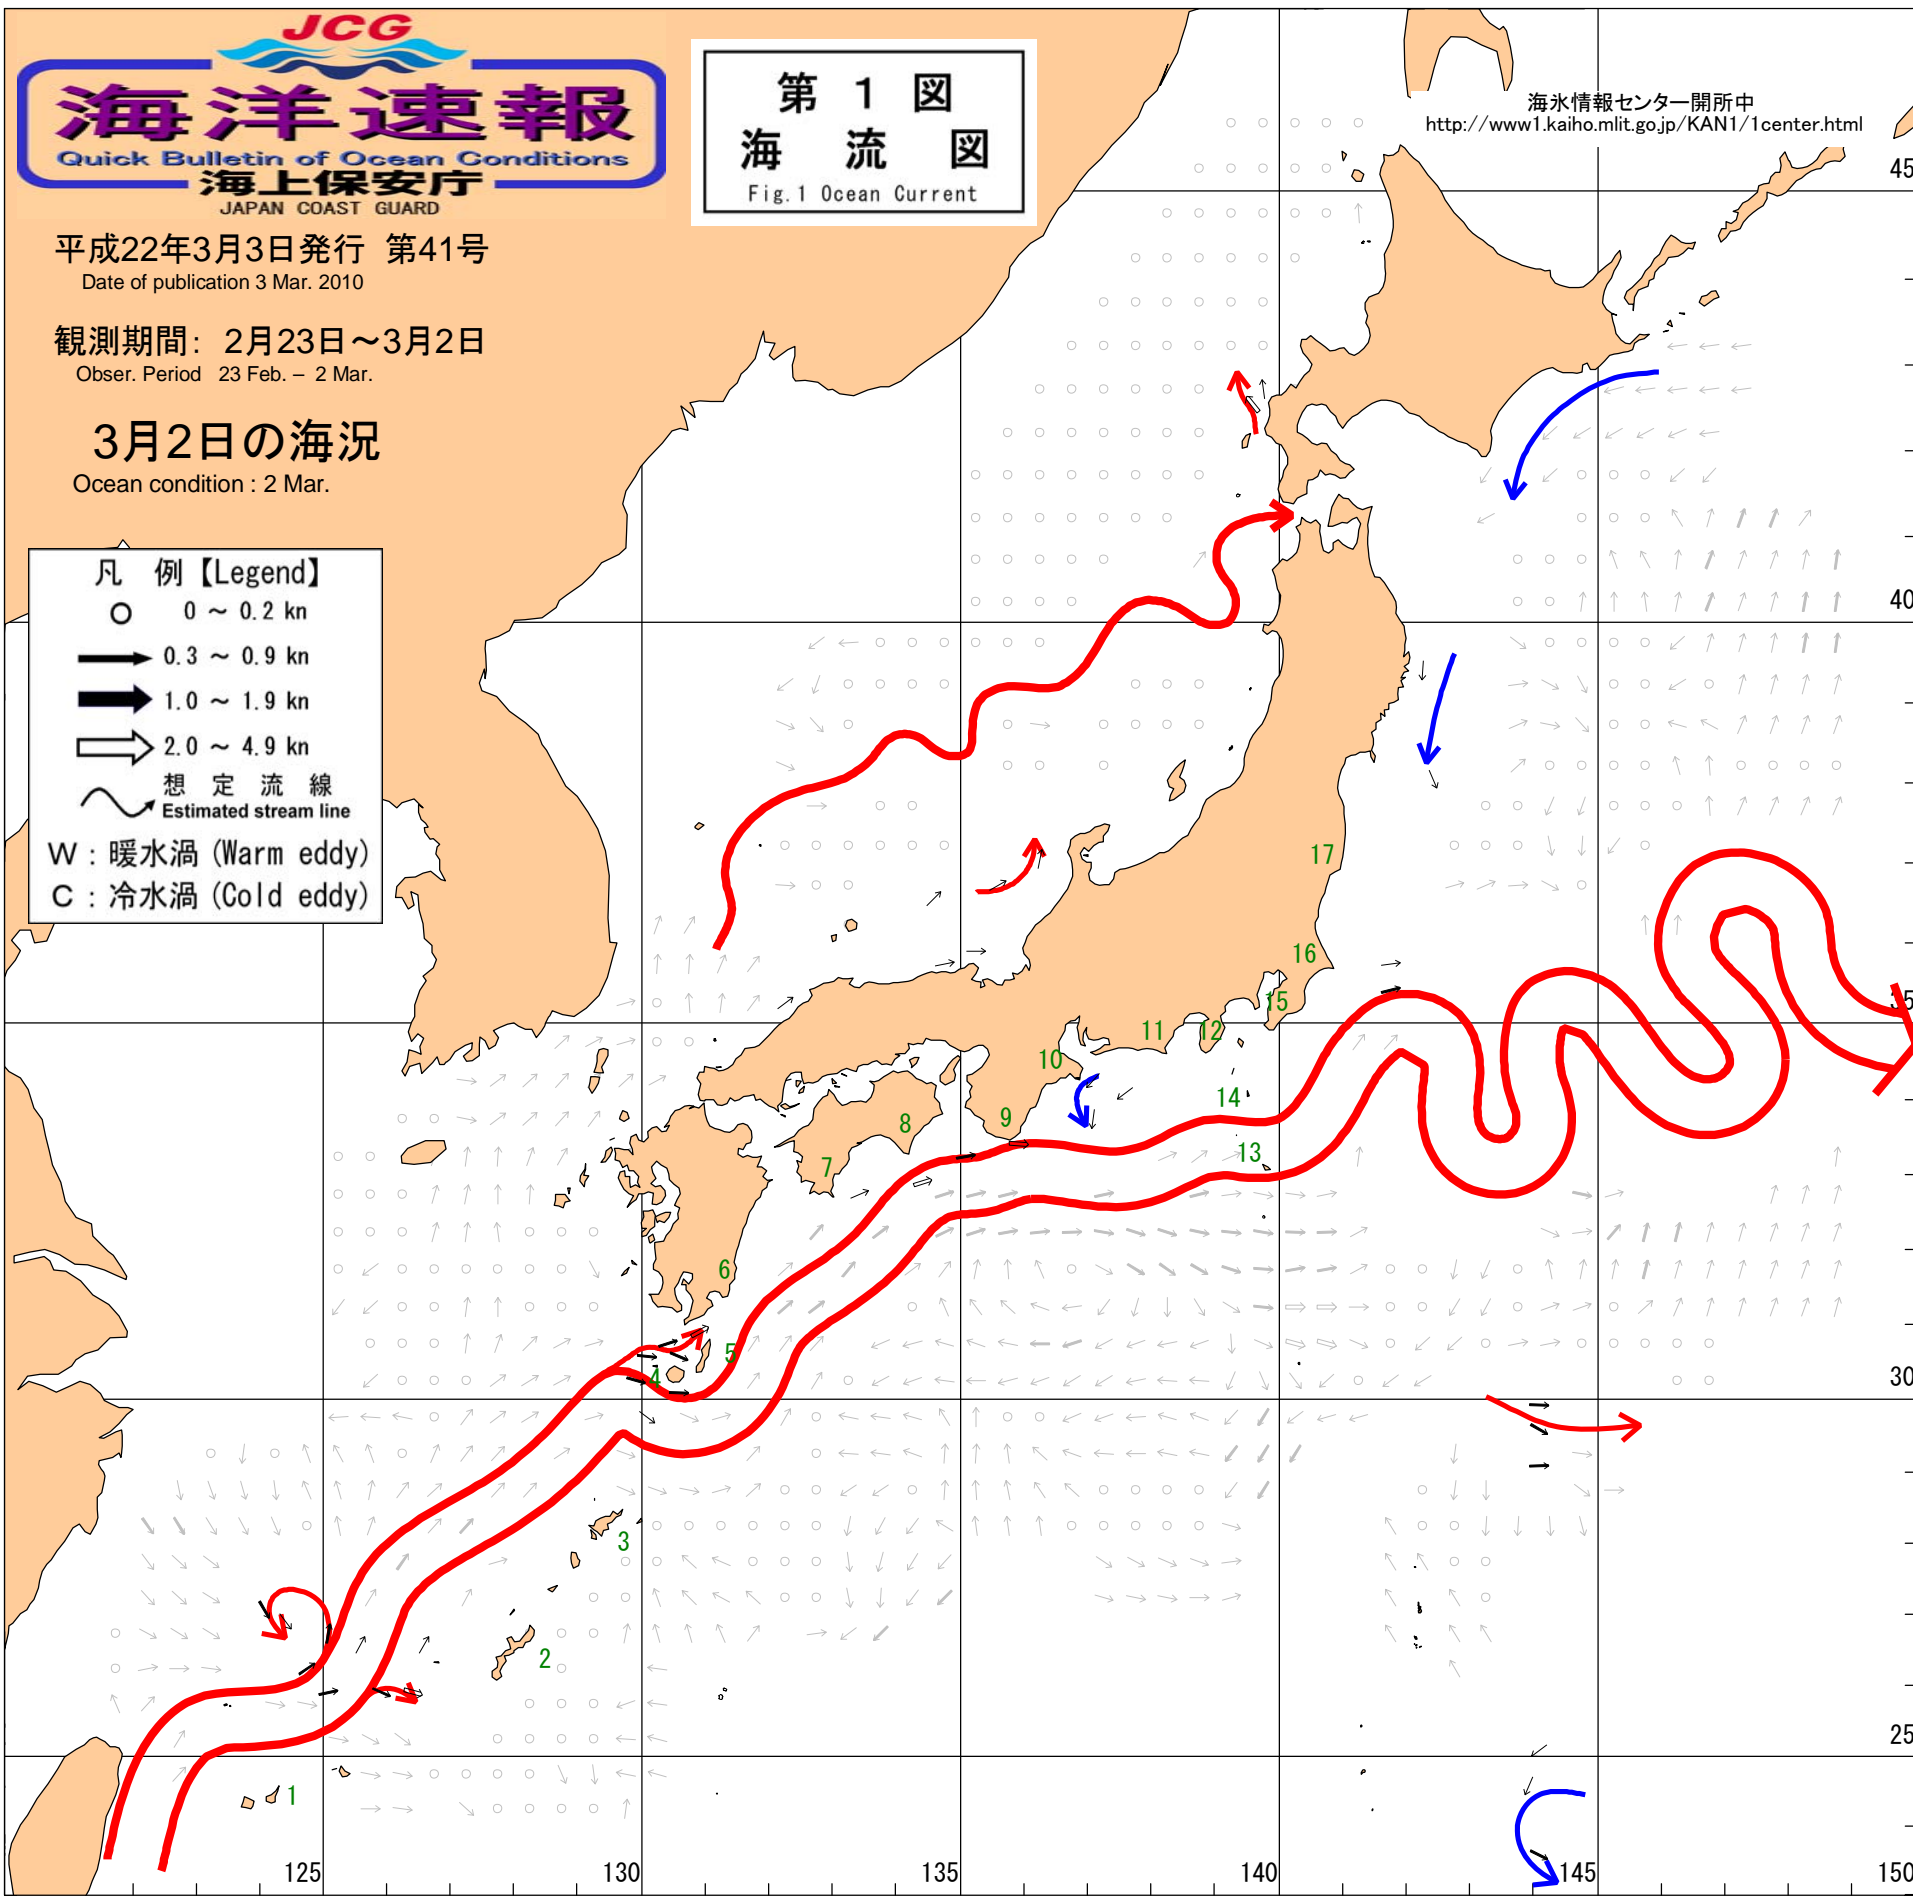 JCG
海洋速報
Quick Bulletin of Ocean Conditions
海上保安庁
JAPAN COAST GUARD
第 1 図
海 流 図
Fig.1 Ocean Current
海氷情報センター開所中
http://www1.kaiho.mlit.go.jp/KAN1/1center.html
平成22年3月3日発行 第41号
Date of publication 3 Mar. 2010
観測期間: 2月23日～3月2日
Obser. Period 23 Feb. – 2 Mar.
3月2日の海況
Ocean condition : 2 Mar.
凡 例【Legend】
0 ～ 0.2 kn
0.3 ～ 0.9 kn
1.0 ～ 1.9 kn
2.0 ～ 4.9 kn
想 定 流 線
Estimated stream line
W : 暖水渦 (Warm eddy)
C : 冷水渦 (Cold eddy)
45
40
35
30
25
17
16
15
12
11
10
14
13
9
8
7
6
5
4
3
2
1
125
130
135
140
145
150